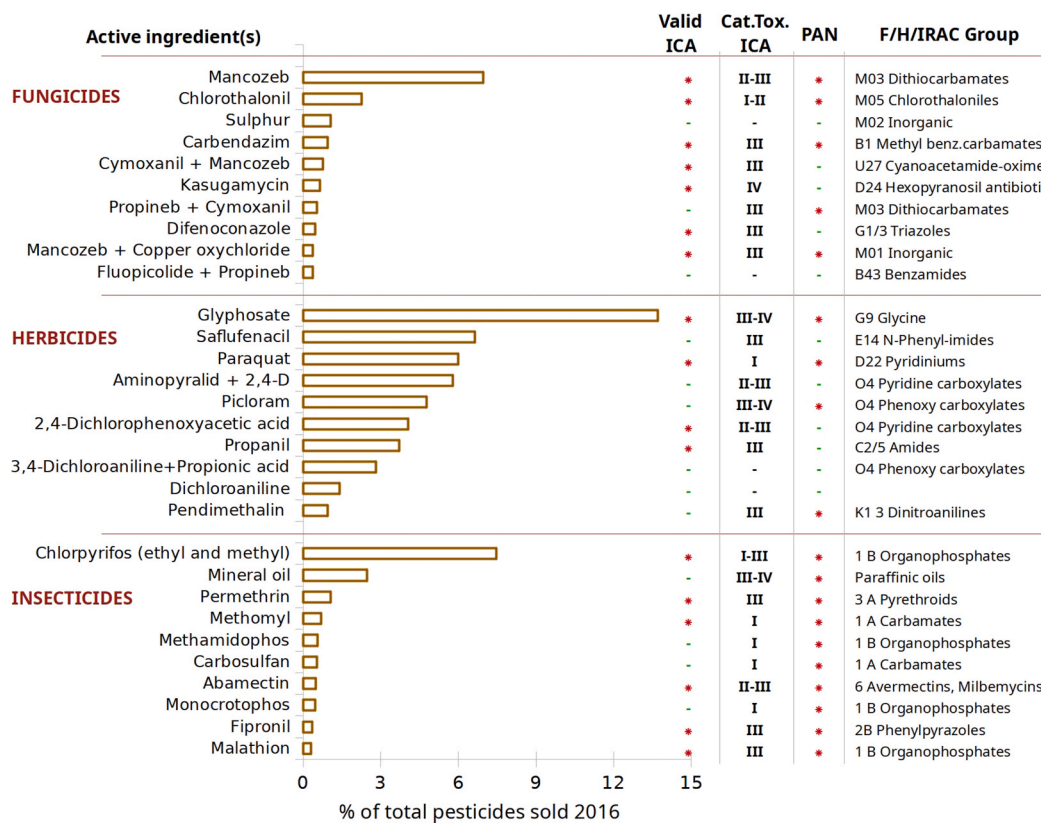 Active ingredient(s) Valid ICA Cat.Tox. ICA PAN F/H/IRAC Group
FUNGICIDES
Mancozeb * II-III * M03 Dithiocarbamates
Chlorothalonil * I-II * M05 Chlorothaloniles
Sulphur - - - M02 Inorganic
Carbendazim * III * B1 Methyl benz.carbamates
Cymoxanil + Mancozeb * III - U27 Cyanoacetamide-oxime
Kasugamycin * IV - D24 Hexopyranosil antibioti
Propineb + Cymoxanil - III * M03 Dithiocarbamates
Difenoconazole * III - G1/3 Triazoles
Mancozeb + Copper oxychloride * III * M01 Inorganic
Fluopicolide + Propineb - - - B43 Benzamides
HERBICIDES
Glyphosate * III-IV * G9 Glycine
Saflufenacil - III - E14 N-Phenyl-imides
Paraquat * I * D22 Pyridiniums
Aminopyralid + 2,4-D - II-III - O4 Pyridine carboxylates
Picloram - III-IV * O4 Phenoxy carboxylates
2,4-Dichlorophenoxyacetic acid * II-III - O4 Pyridine carboxylates
Propanil * III - C2/5 Amides
3,4-Dichloroaniline+Propionic acid - - - O4 Phenoxy carboxylates
Dichloroaniline - - -
Pendimethalin - III * K1 3 Dinitroanilines
INSECTICIDES
Chlorpyrifos (ethyl and methyl) * I-III * 1 B Organophosphates
Mineral oil - III-IV * Paraffinic oils
Permethrin * III * 3 A Pyrethroids
Methomyl * I * 1 A Carbamates
Methamidophos - I * 1 B Organophosphates
Carbosulfan - I * 1 A Carbamates
Abamectin * II-III * 6 Avermectins, Milbemycins
Monocrotophos - I * 1 B Organophosphates
Fipronil * III * 2B Phenylpyrazoles
Malathion * III * 1 B Organophosphates
0 3 6 9 12 15
% of total pesticides sold 2016